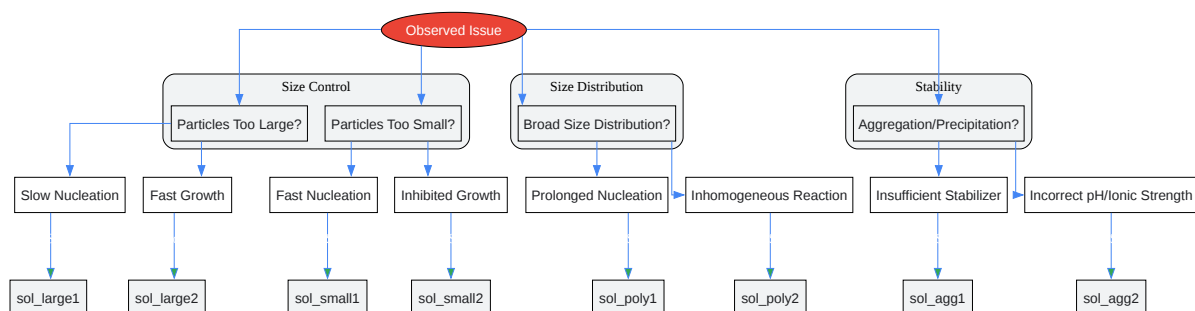 Observed Issue
Size Control
Size Distribution
Stability
Particles Too Large?
Particles Too Small?
Broad Size Distribution?
Aggregation/Precipitation?
Slow Nucleation
Fast Growth
Fast Nucleation
Inhibited Growth
Prolonged Nucleation
Inhomogeneous Reaction
Insufficient Stabilizer
Incorrect pH/Ionic Strength
sol_large1
sol_large2
sol_small1
sol_small2
sol_poly1
sol_poly2
sol_agg1
sol_agg2